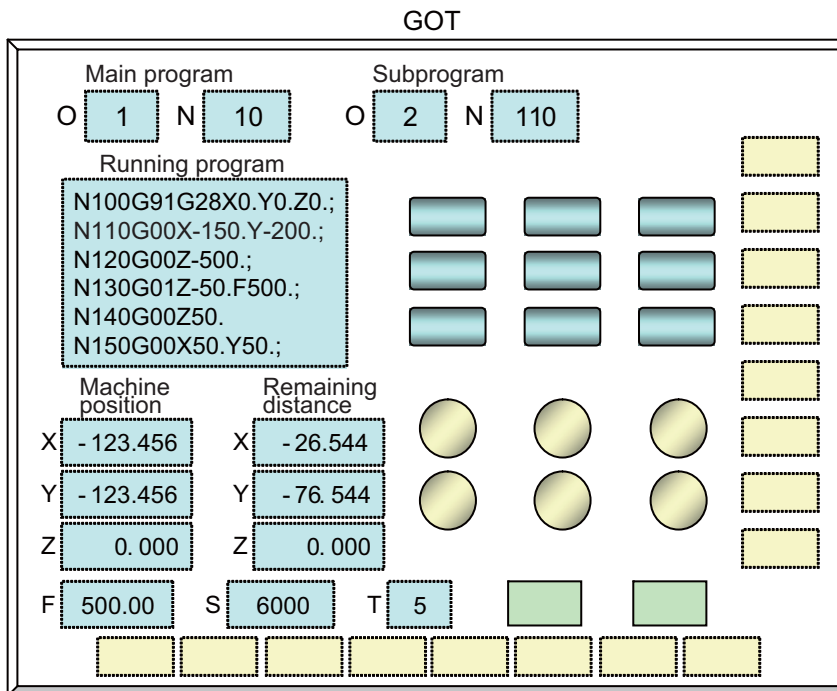 GOT
Main program
Subprogram
O 1 N 10 O 2 N 110
Running program
N100G91G28X0.Y0.Z0.;
N110G00X-150.Y-200.;
N120G00Z-500.;
N130G01Z-50.F500.;
N140G00Z50.
N150G00X50.Y50.;
Machine
position
Remaining
distance
X -123.456 X -26.544
Y -123.456 Y -76. 544
Z 0. 000 Z 0. 000
F 500.00 S 6000 T 5